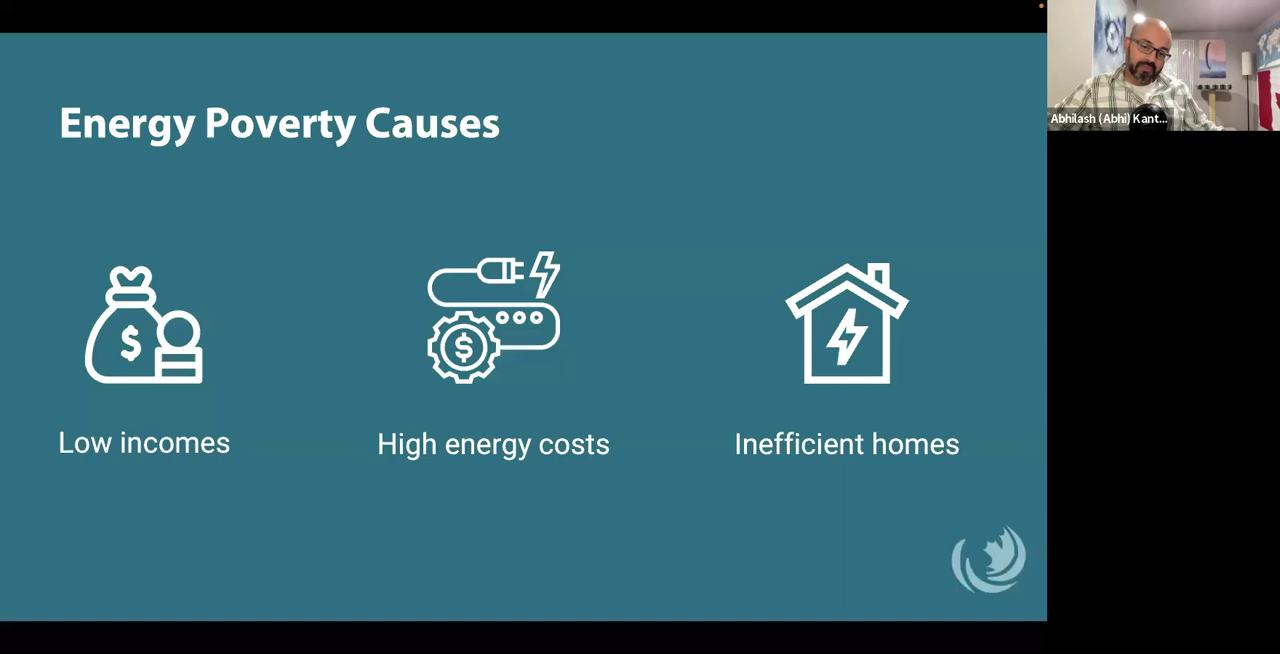 Energy Poverty Causes
Low incomes
High energy costs
Inefficient homes
Abhilash (Abhi) Kant...
$
$